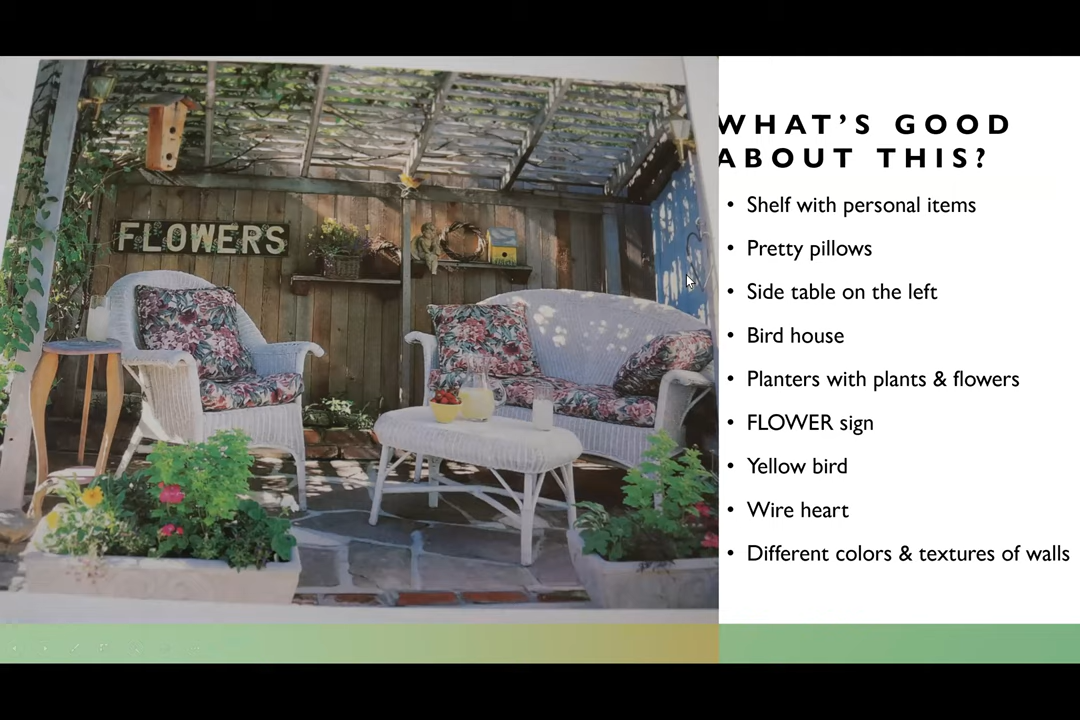 FLOWERS
WHAT'S GOOD
ABOUT THIS?
• Shelf with personal items
• Pretty pillows
• Side table on the left
• Bird house
• Planters with plants & flowers
• FLOWER sign
• Yellow bird
• Wire heart
• Different colors & textures of walls